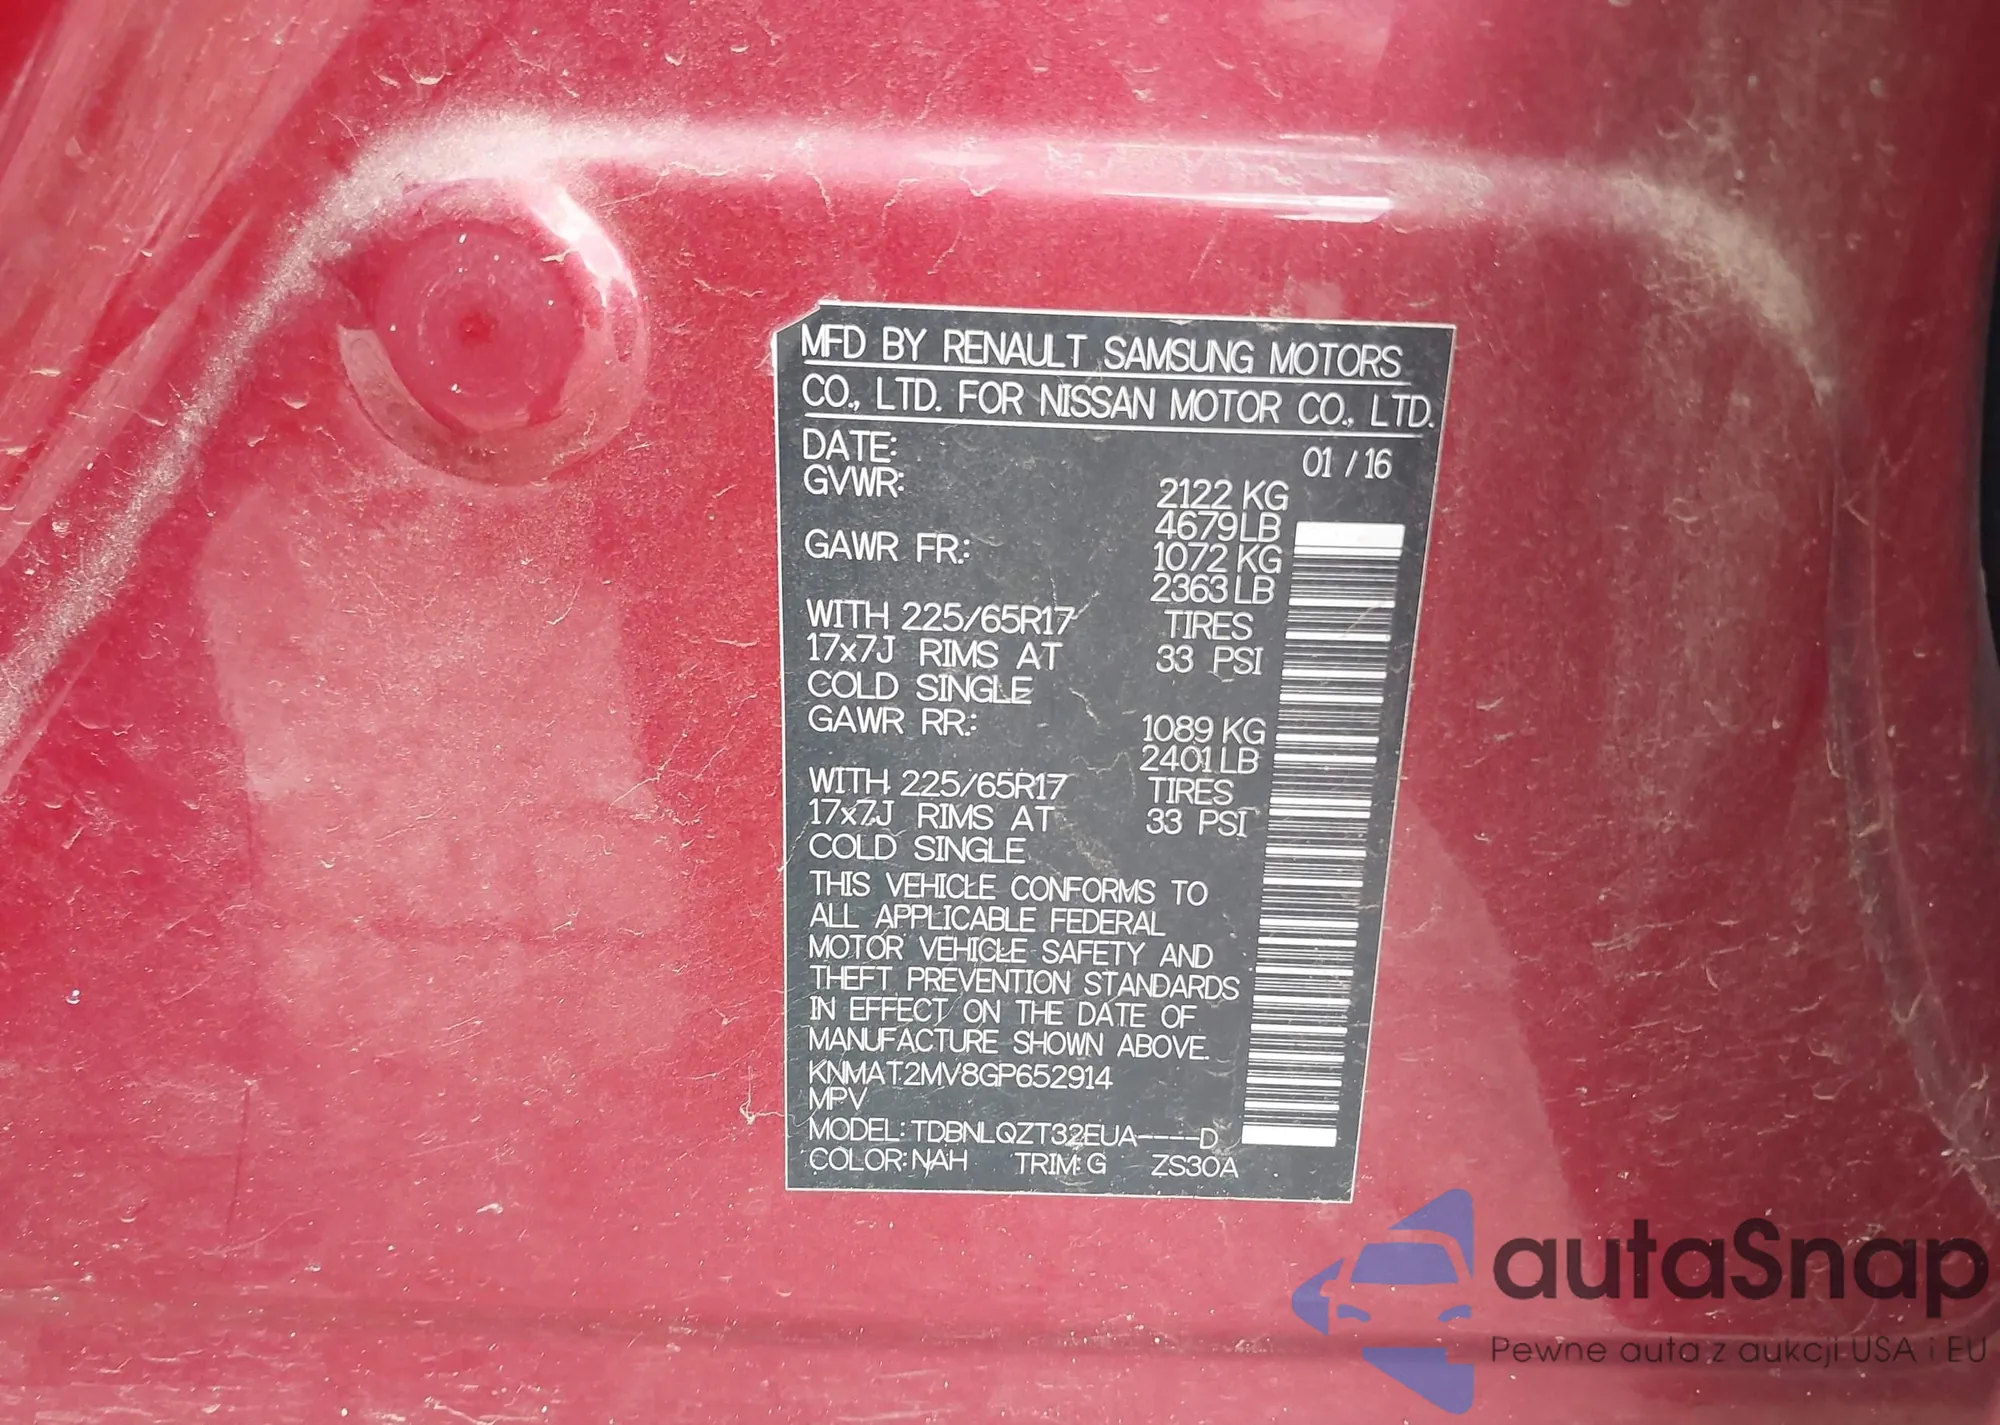 MFD BY RENAULT SAMSUNG MOTORS
CO., LTD. FOR NISSAN MOTOR CO., LTD.
DATE: 01 / 16
GVWR: 2122 KG
4679 LB
GAWR FR.: 1072 KG
2363 LB
WITH 225/65R17 TIRES
17x7J RIMS AT 33 PSI
COLD SINGLE
GAWR RR.: 1089 KG
2401 LB
WITH 225/65R17 TIRES
17x7J RIMS AT 33 PSI
COLD SINGLE
THIS VEHICLE CONFORMS TO
ALL APPLICABLE FEDERAL
MOTOR VEHICLE SAFETY AND
THEFT PREVENTION STANDARDS
IN EFFECT ON THE DATE OF
MANUFACTURE SHOWN ABOVE.
KNMAT2MV8GP652914
MPV
MODEL: TDBNLQZT32EUA----D
COLOR: NAH TRIM: G ZS30A
autaSnap
Pewne auta z aukcji USA i EU